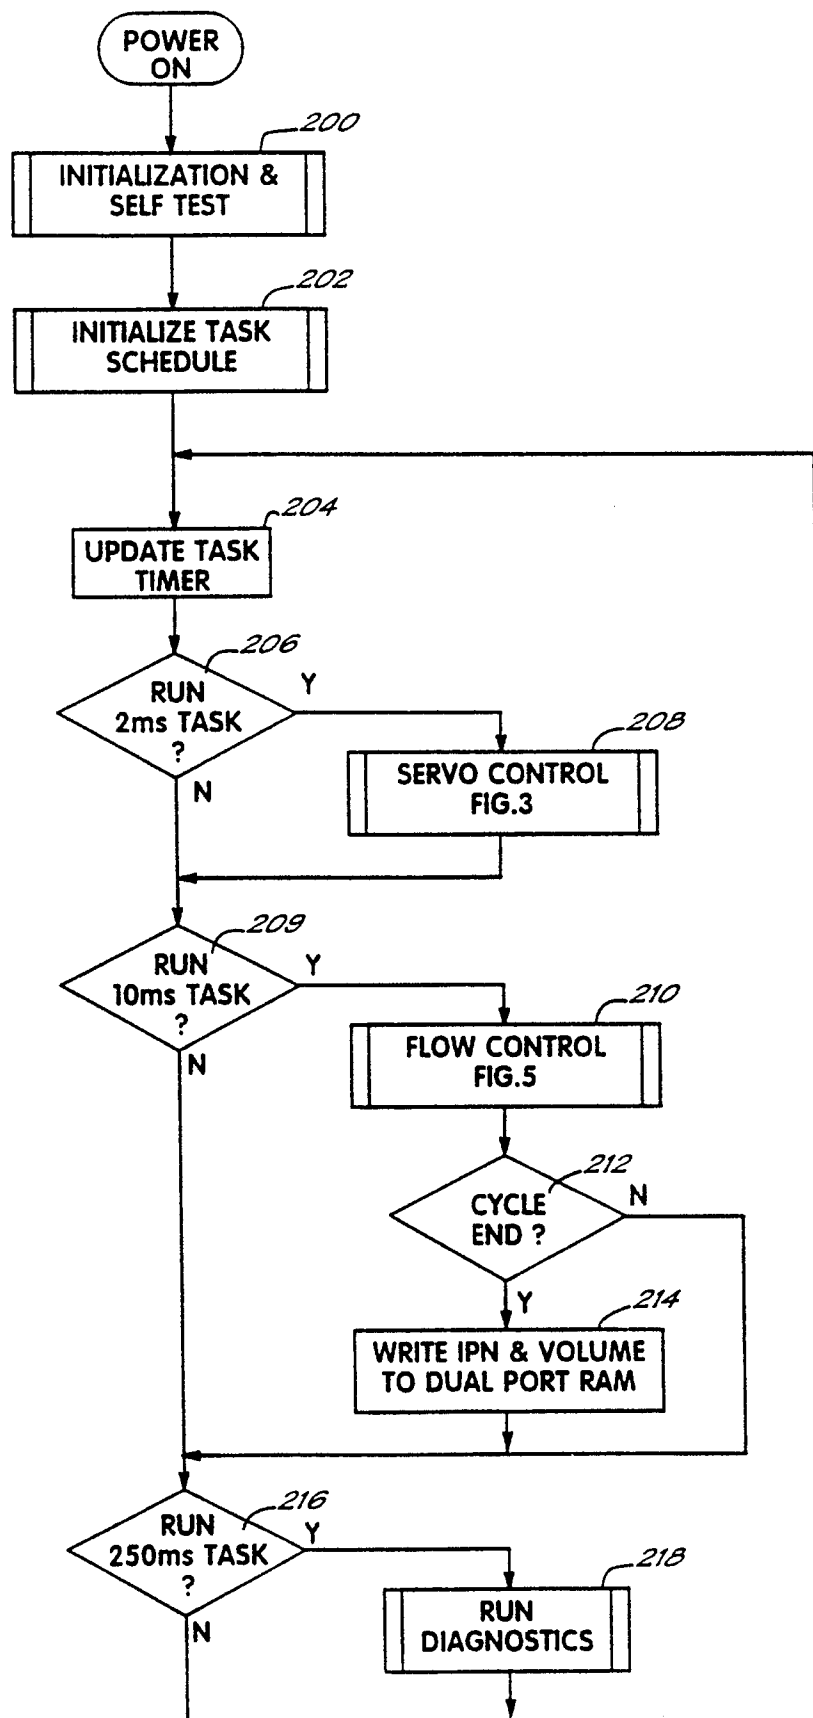 POWER
ON
200
INITIALIZATION &
SELF TEST
202
INITIALIZE TASK
SCHEDULE
204
UPDATE TASK
TIMER
206
RUN
2ms TASK
?
Y
N
208
SERVO CONTROL
FIG.3
209
RUN
10ms TASK
?
Y
N
210
FLOW CONTROL
FIG.5
212
CYCLE
END ?
N
Y
214
WRITE IPN & VOLUME
TO DUAL PORT RAM
216
RUN
250ms TASK
?
Y
N
218
RUN
DIAGNOSTICS